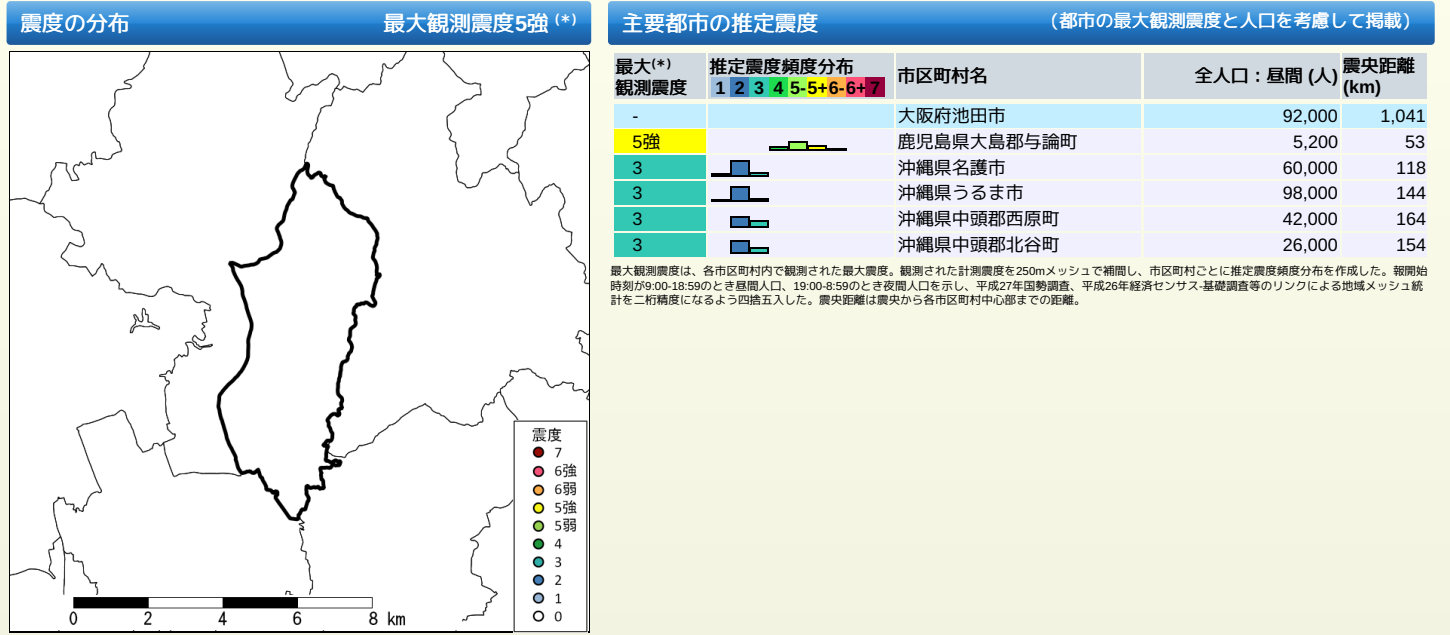 震度の分布 最大観測震度5強 (*)
主要都市の推定震度 （都市の最大観測震度と人口を考慮して掲載）
震度
7
6強
6弱
5強
5弱
4
3
2
1
0
0 2 4 6 8 km
最大(*) 推定震度頻度分布 市区町村名 全人口：昼間 (人) 震央距離
観測震度 1 2 3 4 5- 5+ 6- 6+ 7 (km)
- 大阪府池田市 92,000 1,041
5強 鹿児島県大島郡与論町 5,200 53
3 沖縄県名護市 60,000 118
3 沖縄県うるま市 98,000 144
3 沖縄県中頭郡西原町 42,000 164
3 沖縄県中頭郡北谷町 26,000 154
最大観測震度は、各市区町村内で観測された最大震度。観測された計測震度を250mメッシュで補間し、市区町村ごとに推定震度頻度分布を作成した。報開始
時刻が9:00-18:59のとき昼間人口、19:00-8:59のとき夜間人口を示し、平成27年国勢調査、平成26年経済センサス-基礎調査等のリンクによる地域メッシュ統
計を二桁精度になるよう四捨五入した。震央距離は震央から各市区町村中心部までの距離。